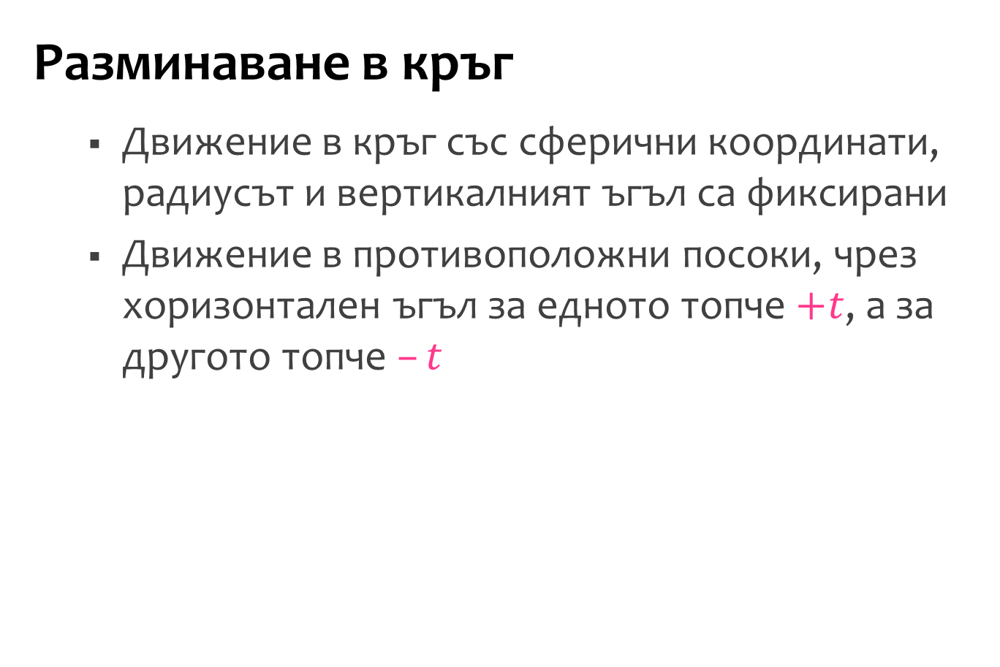 Разминаване в кръг
▪ Движение в кръг със сферични координати,
радиусът и вертикалният ъгъл са фиксирани
▪ Движение в противоположни посоки, чрез
хоризонтален ъгъл за едното топче +t, а за
другото топче – t